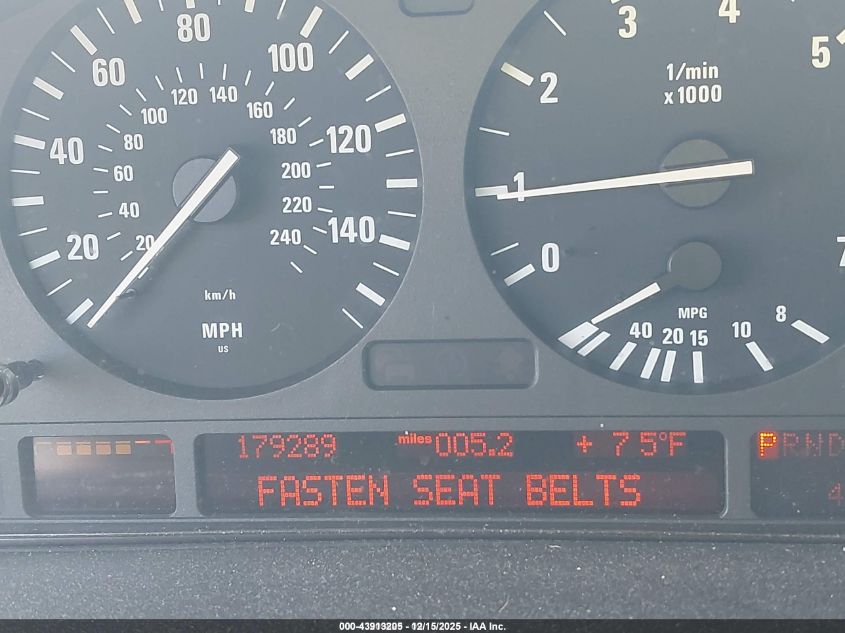 20 40 60 80 100 120 140
20 40 60 80 100 120 140 160 180 200 220 240
km/h
MPH
US
0 1 2 3 4 5 7
1/min
x 1000
MPG
40 20 15 10 8
179289 miles 005.2 + 75°F
FASTEN SEAT BELTS
PRND
4
000-43913205 - 12/15/2025 - IAA Inc.